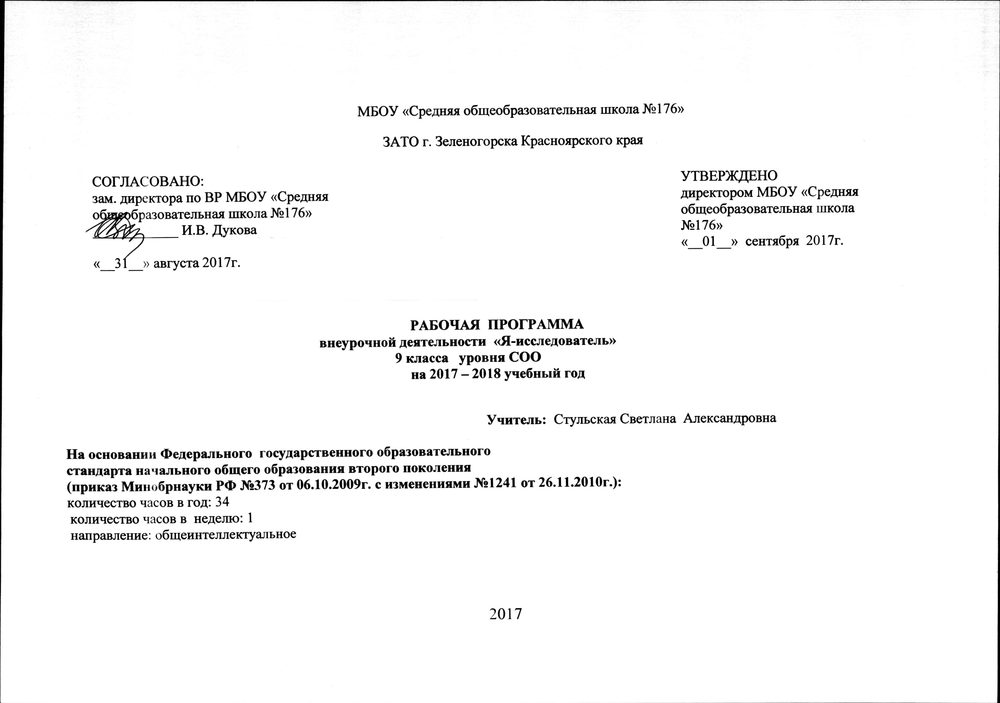 МБОУ «Средняя общеобразовательная школа №176»
ЗАТО г. Зеленогорска Красноярского края
СОГЛАСОВАНО:
зам. директора по ВР МБОУ «Средняя
общеобразовательная школа №176»
____________ И.В. Дукова
«__31__» августа 2017г.
УТВЕРЖДЕНО
директором МБОУ «Средняя
общеобразовательная школа
№176»
«__01__» сентября 2017г.
РАБОЧАЯ ПРОГРАММА
внеурочной деятельности «Я-исследователь»
9 класса уровня СОО
на 2017 – 2018 учебный год
Учитель: Стульская Светлана Александровна
На основании Федерального государственного образовательного
стандарта начального общего образования второго поколения
(приказ Минобрнауки РФ №373 от 06.10.2009г. с изменениями №1241 от 26.11.2010г.):
количество часов в год: 34
количество часов в неделю: 1
направление: общеинтеллектуальное
2017